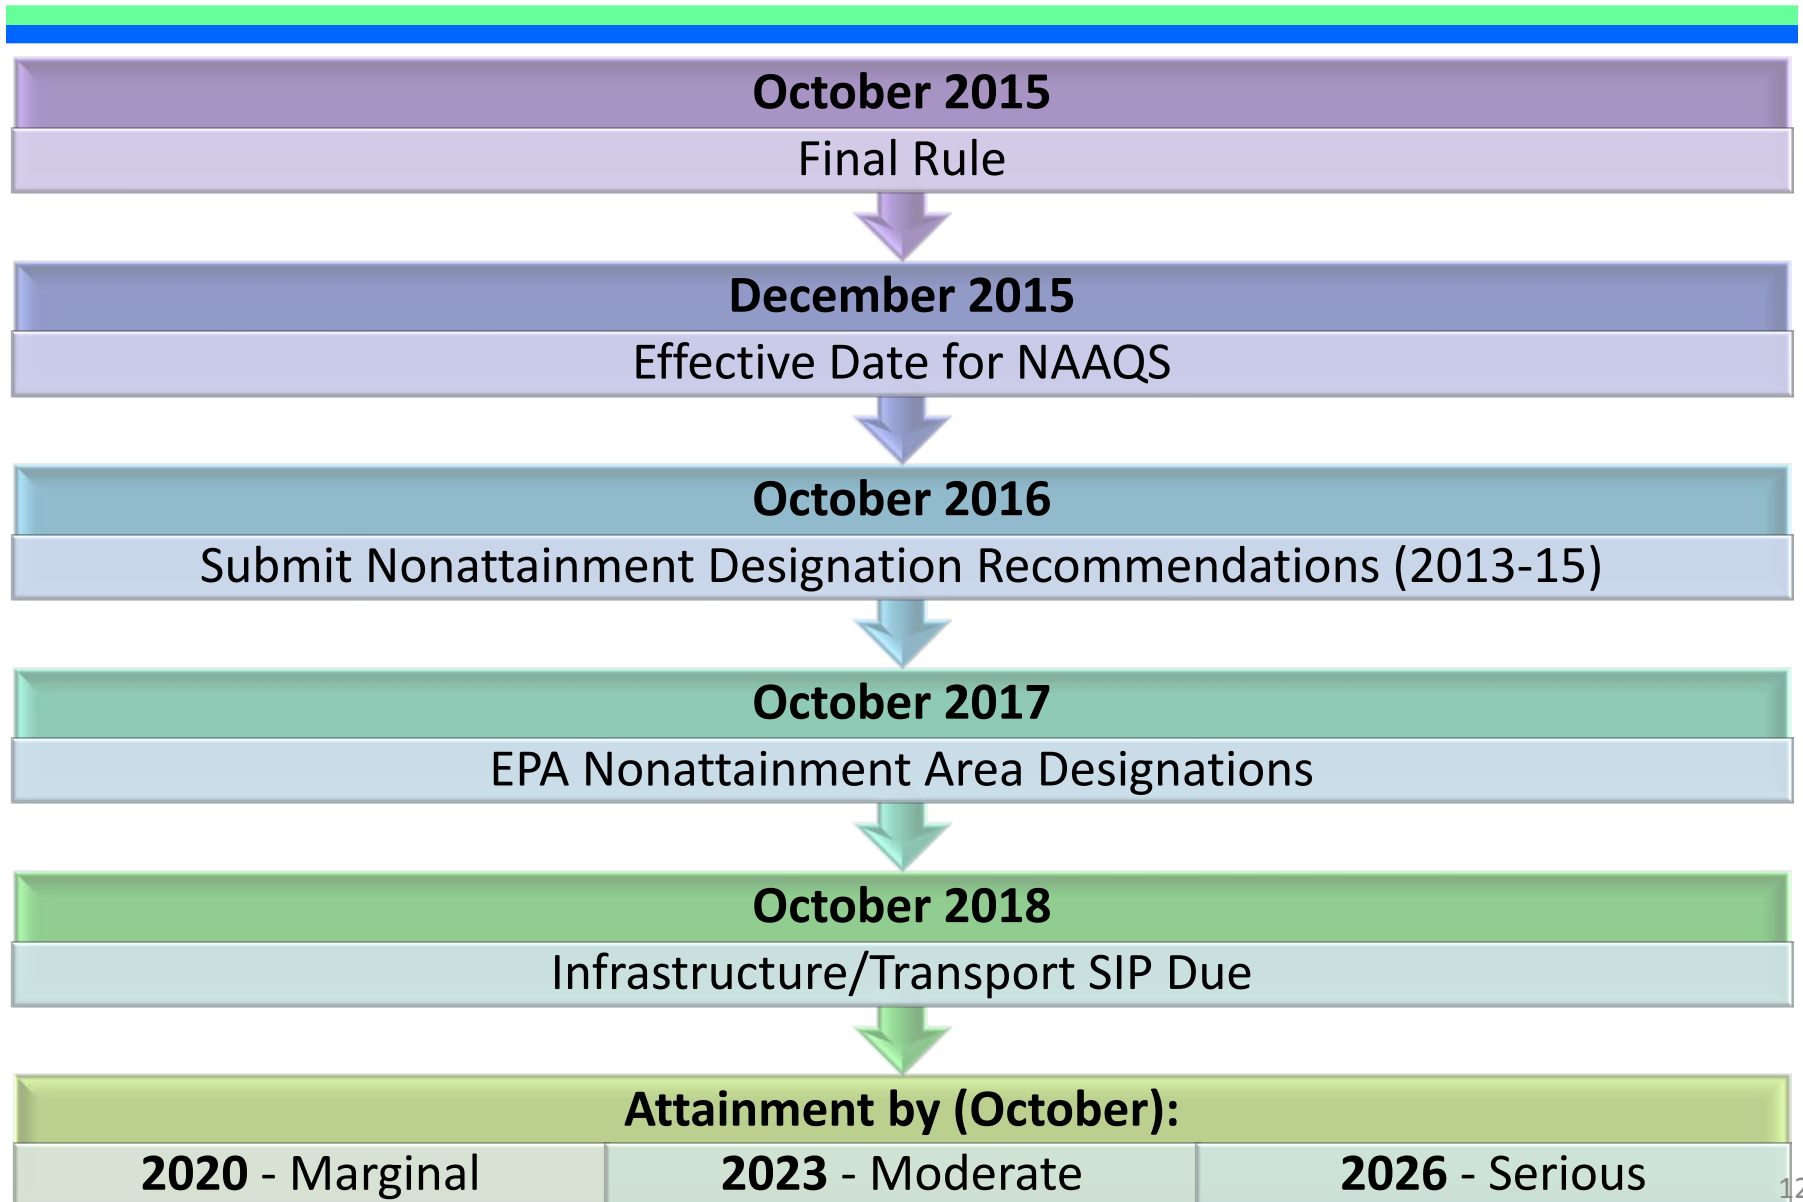 October 2015
Final Rule
December 2015
Effective Date for NAAQS
October 2016
Submit Nonattainment Designation Recommendations (2013-15)
October 2017
EPA Nonattainment Area Designations
October 2018
Infrastructure/Transport SIP Due
Attainment by (October):
2020 - Marginal
2023 - Moderate
2026 - Serious
12